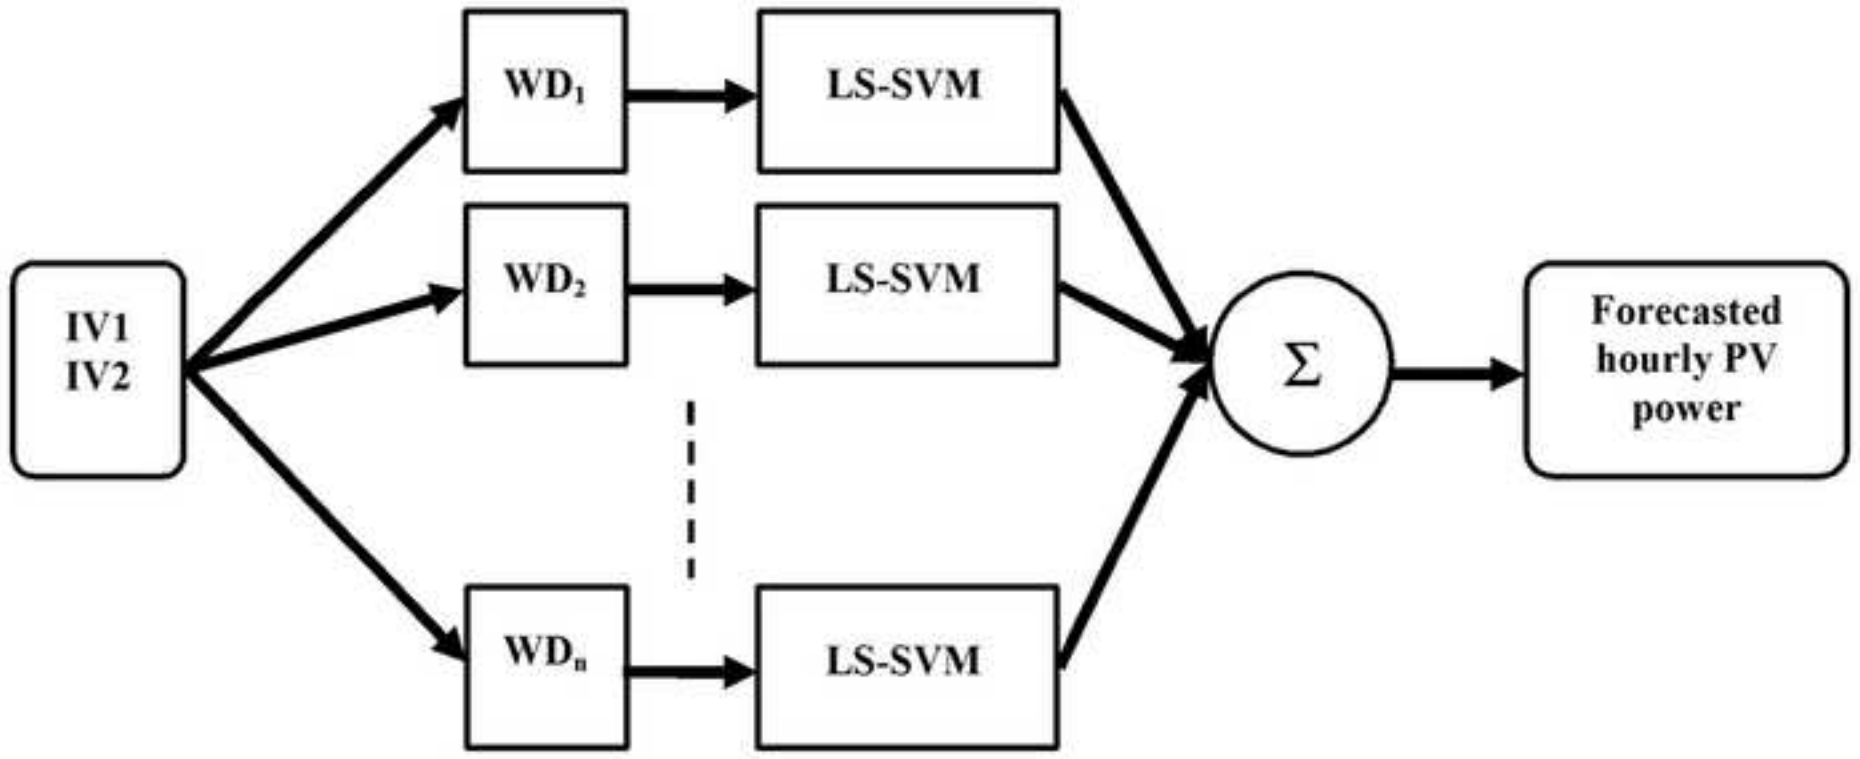 IV1
IV2
WD₁
LS-SVM
WD₂
LS-SVM
WDₙ
LS-SVM
Σ
Forecasted
hourly PV
power